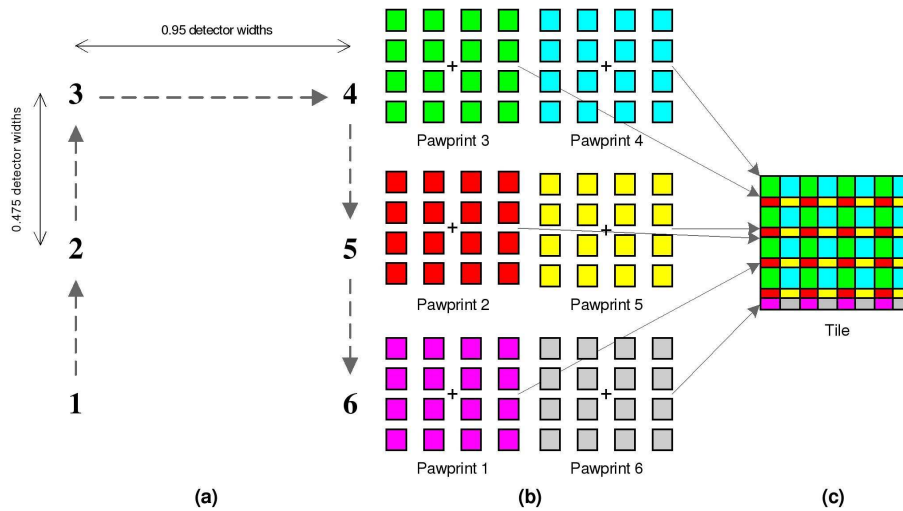 0.95 detector widths
3
4
0.475 detector widths
2
5
1
6
+
+
Pawprint 3
Pawprint 4
+
+
Pawprint 2
Pawprint 5
+
+
Pawprint 1
Pawprint 6
Tile
(a)
(b)
(c)